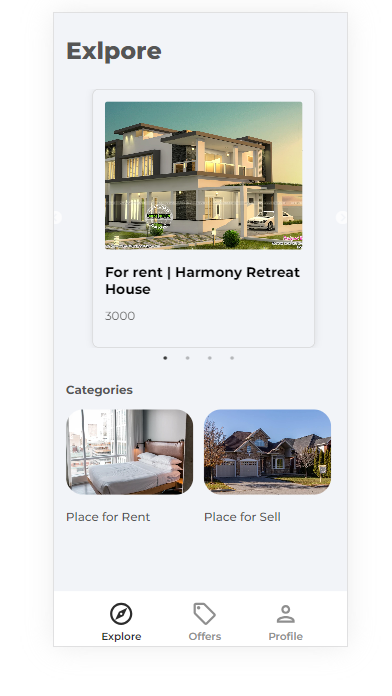 Exlpore
For rent | Harmony Retreat
House
3000
Categories
Place for Rent
Place for Sell
Explore
Offers
Profile